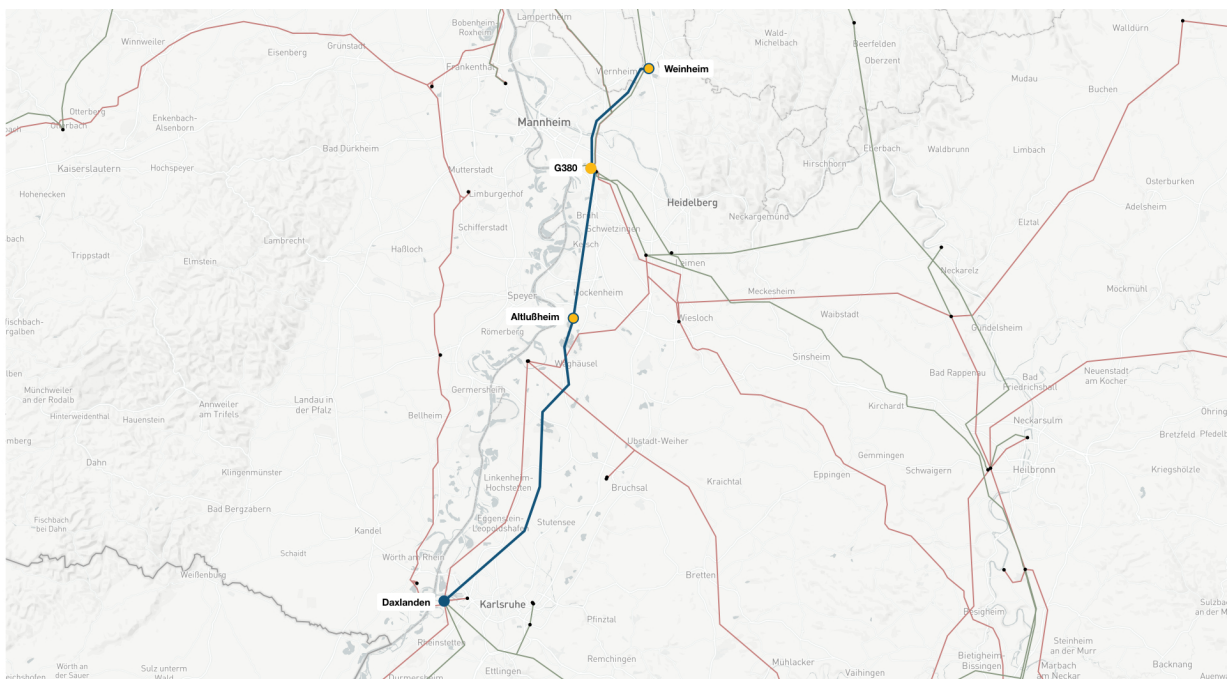 Lampertheim
Bobenheim-
Roxheim
Winnweiler
Grünstadt
Eisenberg
Frankenthal
Viernheim
Weinheim
Wald-
Michelbach
Beerfelden
Oberzent
Walldürn
Mudau
Buchen
Otterberg
Otterbach
Enkenbach-
Alsenborn
Mannheim
Bad Dürkheim
Kaiserslautern
Hochspeyer
Mutterstadt
G380
Hirschhorn
Eberbach
Waldbrunn
Limbach
Hohenecken
Limburgerhof
Heidelberg
Neckargemünd
Osterburken
Adelsheim
Elztal
Schifferstadt
Brühl
Schwetzingen
Ketsch
Lambrecht
Haßloch
Trippstadt
Elmstein
Leimen
Neckarelz
Meckesheim
Möckmühl
Speyer
Hockenheim
Altlußheim
Römerberg
Wiesloch
Waibstadt
Gundelsheim
Waghäusel
Sinsheim
Bad Rappenau
Bad
Friedrichshall
Neuenstadt
am Kocher
Münchweiler
an der Rodalb
Annweiler
am Trifels
Hinterweidenthal
Hauenstein
Landau in
der Pfalz
Germersheim
Bellheim
Kirchardt
Neckarsulm
Bretzfeld
Ubstadt-Weiher
Gemmingen
Schwaigern
Heilbronn
Dahn
Klingenmünster
Linkenheim-
Hochstetten
Bruchsal
Kraichtal
Eppingen
Bad Bergzabern
Fischbach
bei Dahn
Kandel
Eggenstein-
Leopoldshafen
Stutensee
Schaidt
Wörth am Rhein
Weißenburg
Bretten
Daxlanden
Karlsruhe
Pfinztal
Besigheim
Rheinstetten
Ettlingen
Remchingen
Mühlacker
Vaihingen
Bietigheim-
Bissingen
Steinheim
an der Murr
Marbach
am Neckar
Backnang
Wörth an
der Sauer
Sulz unterm
Wald
Durmersheim